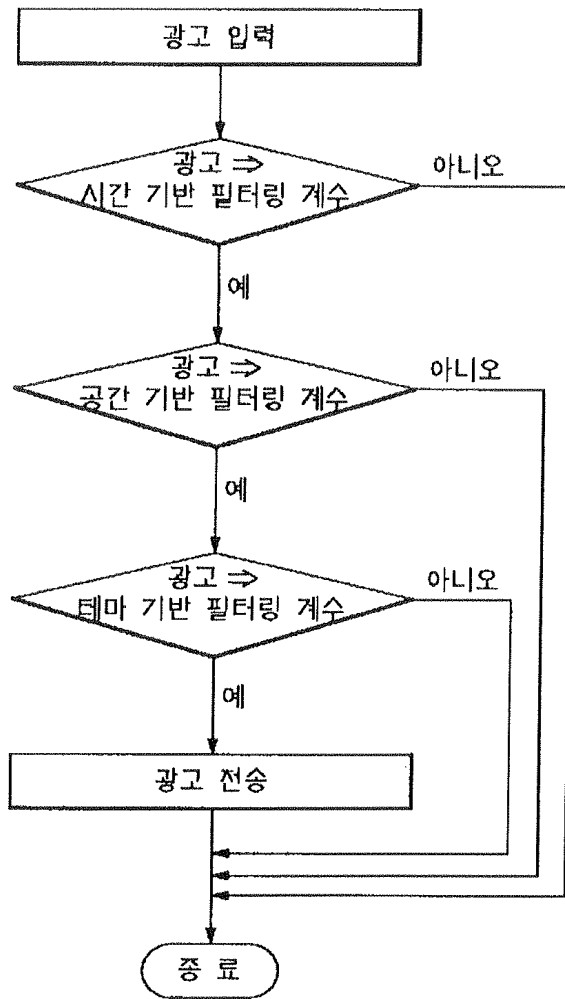 광고 입력
광고 ⇒
시간 기반 필터링 계수
아니오
예
광고 ⇒
공간 기반 필터링 계수
아니오
예
광고 ⇒
테마 기반 필터링 계수
아니오
예
광고 전송
종 료